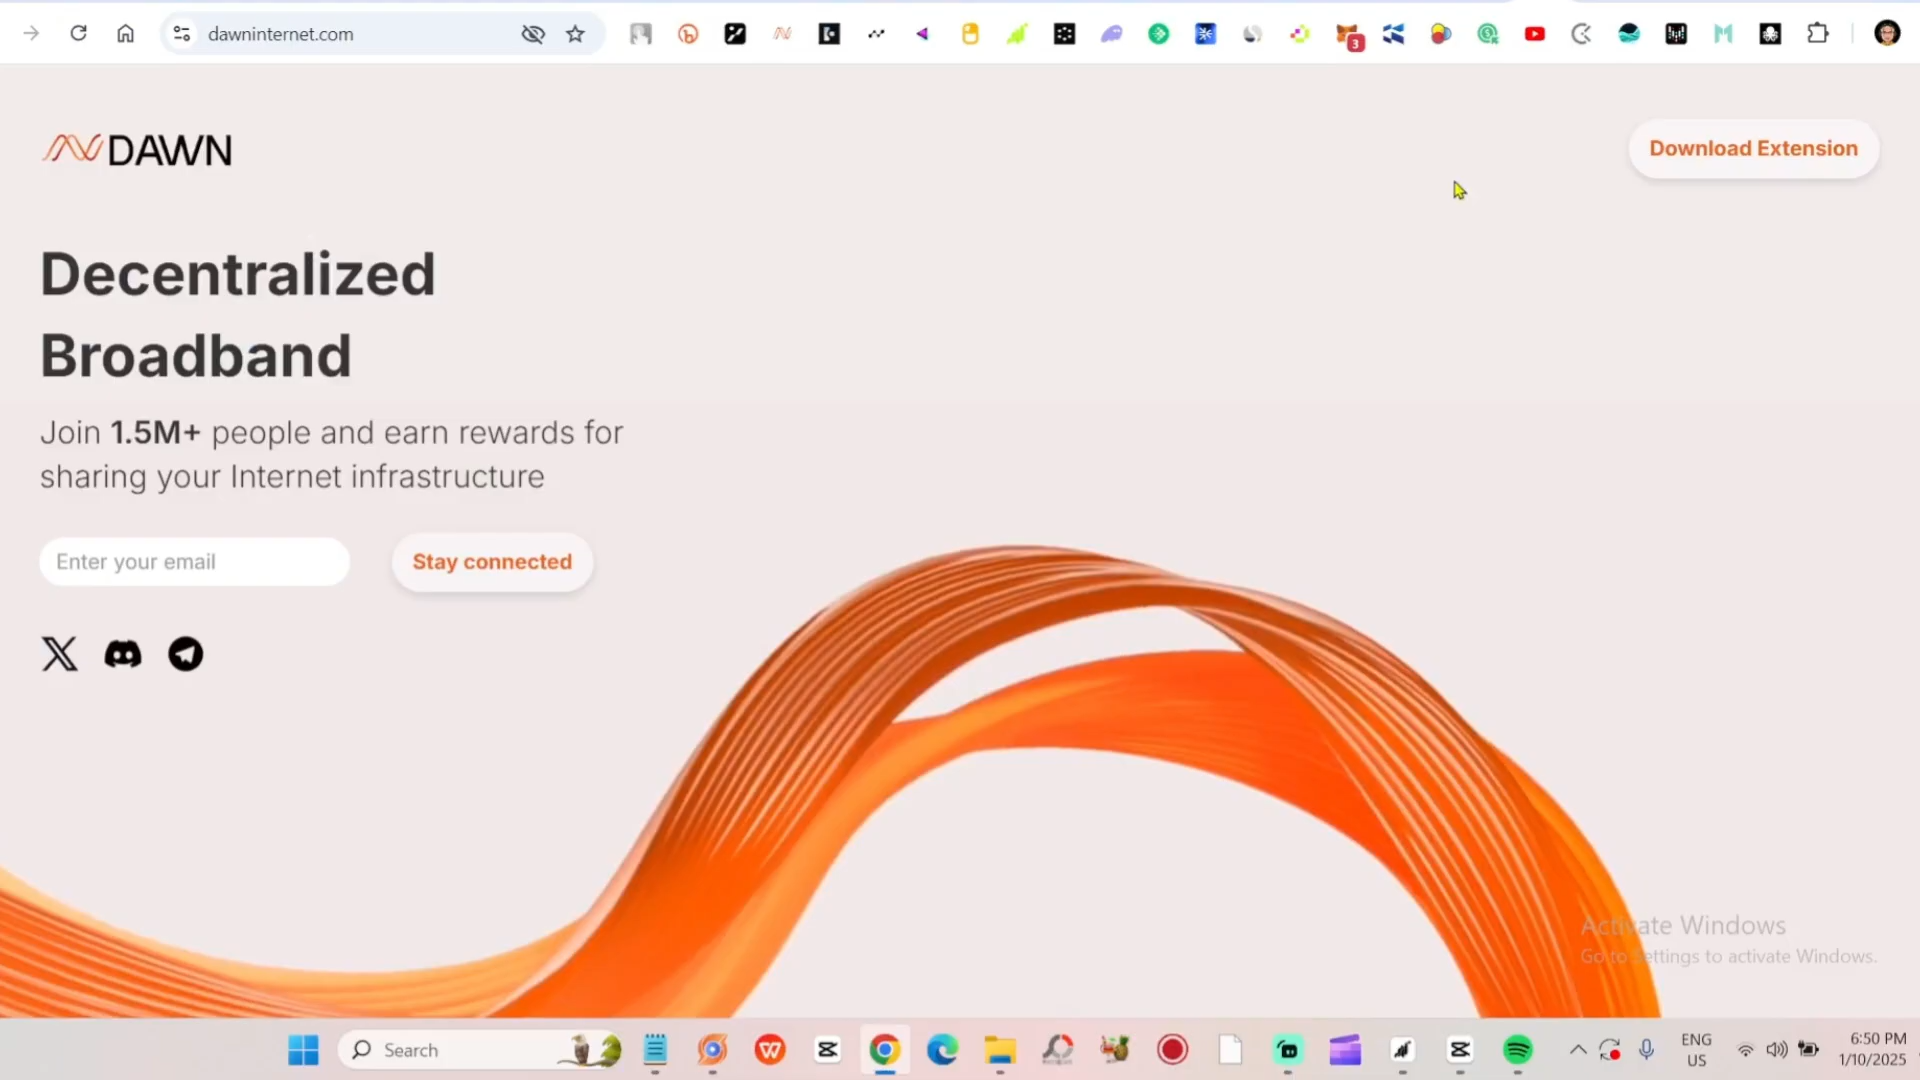 dawninternet.com
3
DAWN
Download Extension
Decentralized
Broadband
Join 1.5M+ people and earn rewards for
sharing your Internet infrastructure
Enter your email
Stay connected
Activate Windows
Go to Settings to activate Windows.
Search
ENG
US
6:50 PM
1/10/2025